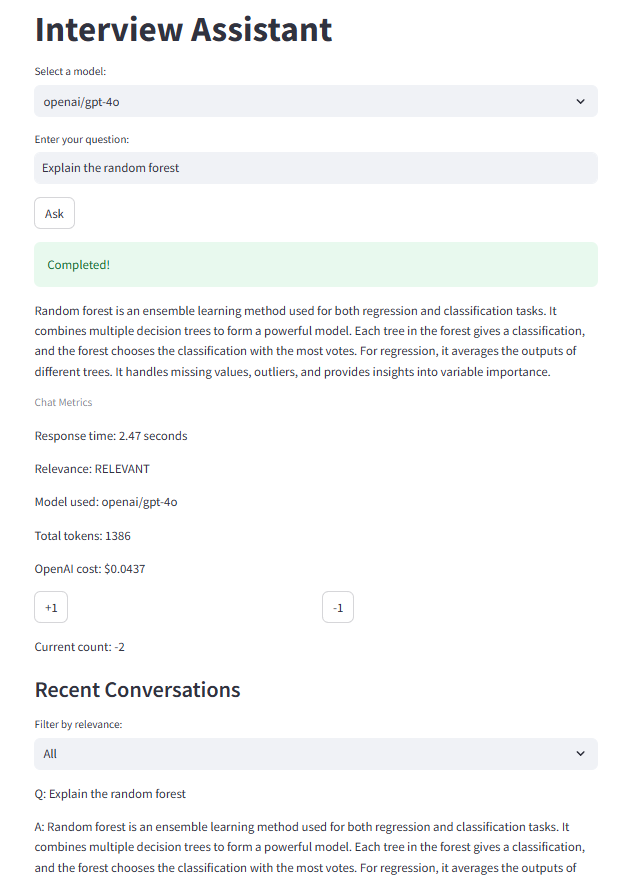 Interview Assistant
Select a model:
openai/gpt-4o
Enter your question:
Explain the random forest
Ask
Completed!
Random forest is an ensemble learning method used for both regression and classification tasks. It
combines multiple decision trees to form a powerful model. Each tree in the forest gives a classification,
and the forest chooses the classification with the most votes. For regression, it averages the outputs of
different trees. It handles missing values, outliers, and provides insights into variable importance.
Chat Metrics
Response time: 2.47 seconds
Relevance: RELEVANT
Model used: openai/gpt-4o
Total tokens: 1386
OpenAI cost: $0.0437
+1
-1
Current count: -2
Recent Conversations
Filter by relevance:
All
Q: Explain the random forest
A: Random forest is an ensemble learning method used for both regression and classification tasks. It
combines multiple decision trees to form a powerful model. Each tree in the forest gives a classification,
and the forest chooses the classification with the most votes. For regression, it averages the outputs of